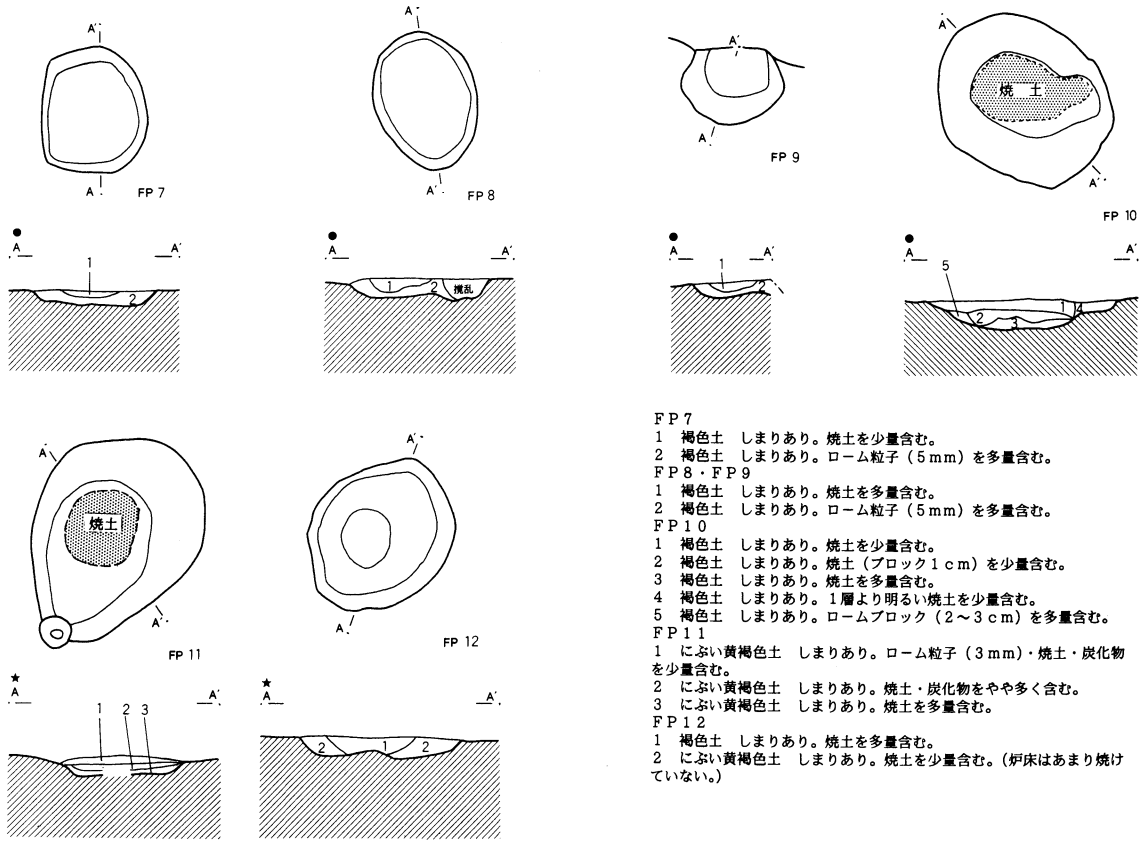 A'
A
FP 7
A
A'
FP 8
A'
A
FP 9
A
焼 土
A'
FP 10
A A'
1
2
A A'
1 2 撹乱
A A'
1
2
A A'
5
1 4
2
3
A
焼土
A'
FP 11
A'
A
FP 12
★
A A'
1 2 3
★
A A'
2 1 2
FP7
1 褐色土 しまりあり。焼土を少量含む。
2 褐色土 しまりあり。ローム粒子(5mm)を多量含む。
FP8・FP9
1 褐色土 しまりあり。焼土を多量含む。
2 褐色土 しまりあり。ローム粒子(5mm)を多量含む。
FP10
1 褐色土 しまりあり。焼土を少量含む。
2 褐色土 しまりあり。焼土(ブロック1cm)を少量含む。
3 褐色土 しまりあり。焼土を多量含む。
4 褐色土 しまりあり。1層より明るい焼土を少量含む。
5 褐色土 しまりあり。ロームブロック(2~3cm)を多量含む。
FP11
1 にぶい黄褐色土 しまりあり。ローム粒子(3mm)・焼土・炭化物
を少量含む。
2 にぶい黄褐色土 しまりあり。焼土・炭化物をやや多く含む。
3 にぶい黄褐色土 しまりあり。焼土を多量含む。
FP12
1 褐色土 しまりあり。焼土を多量含む。
2 にぶい黄褐色土 しまりあり。焼土を少量含む。(炉床はあまり焼け
ていない。)